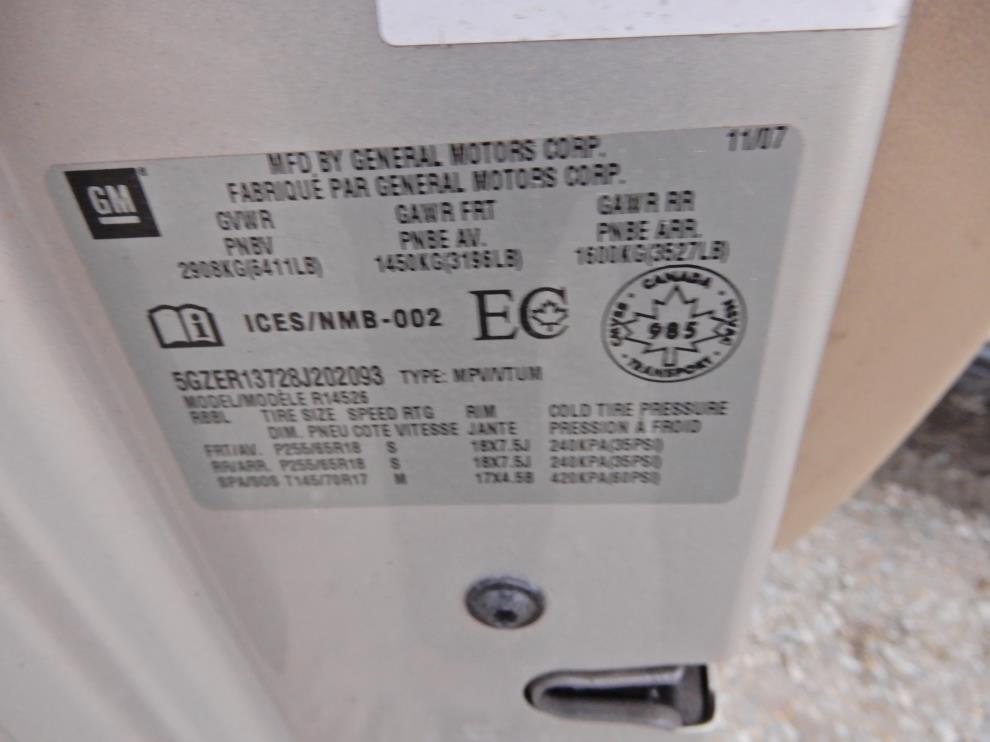 11/07
GM
MFD BY GENERAL MOTORS CORP.
FABRIQUÉ PAR GENERAL MOTORS CORP.
GVWR GAWR FRT GAWR RR
PNBV PNBE AV. PNBE ARR.
2908KG(6411LB) 1450KG(3196LB) 1600KG(3527LB)
i ICES/NMB-002 EC
CANADA
CMVSS 985 NSVAC
TRANSPORT
5GZER13728J202093 TYPE: MPV/VTUM
MODEL/MODÈLE R14526
RBBL TIRE SIZE SPEED RTG RIM COLD TIRE PRESSURE
DIM. PNEU COTE VITESSE JANTE PRESSION À FROID
FRT/AV. P255/65R18 S 18X7.5J 240KPA(35PSI)
RR/ARR. P255/65R18 S 18X7.5J 240KPA(35PSI)
SPA/SOS T145/70R17 M 17X4.5B 420KPA(60PSI)